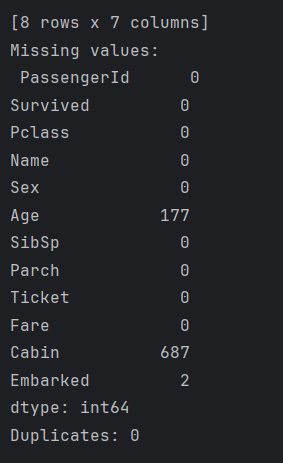 [8 rows x 7 columns]
Missing values:
 PassengerId      0
Survived         0
Pclass           0
Name             0
Sex              0
Age            177
SibSp            0
Parch            0
Ticket           0
Fare             0
Cabin          687
Embarked         2
dtype: int64
Duplicates: 0